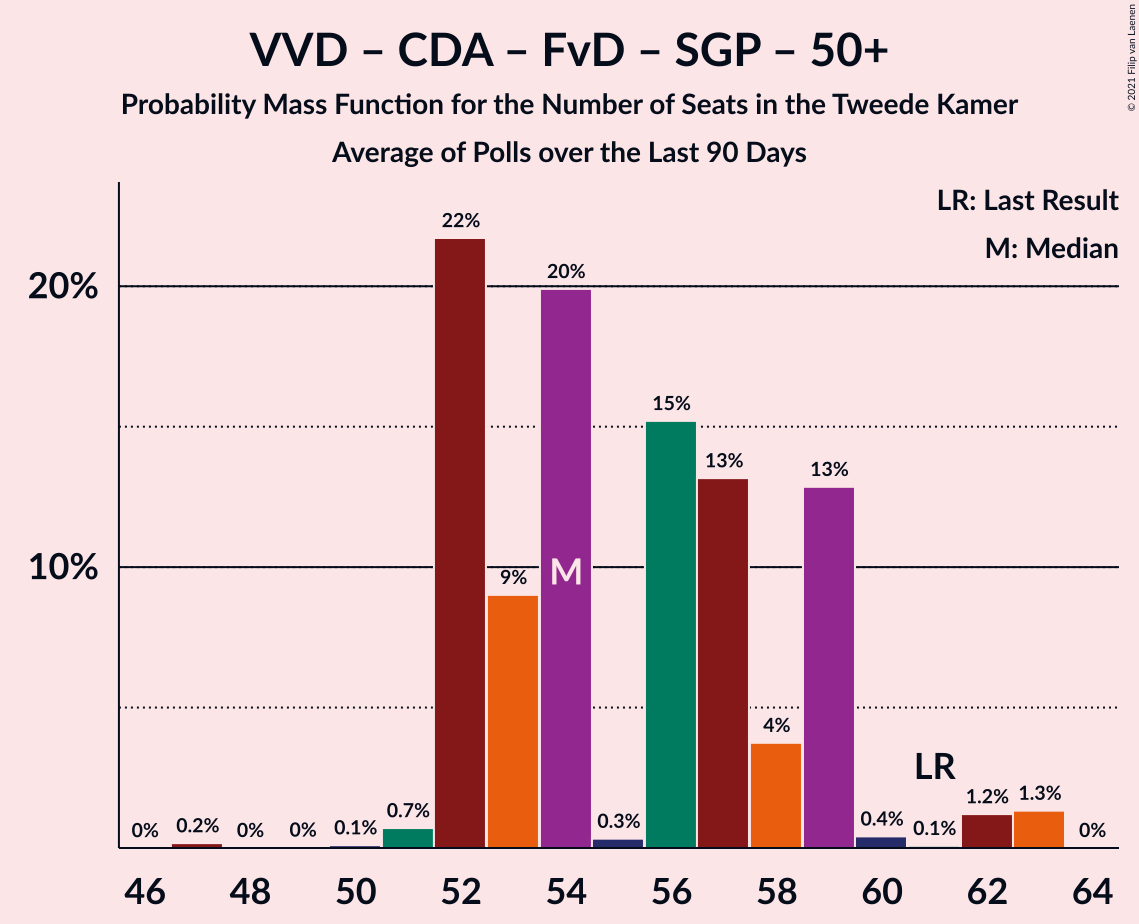 VVD – CDA – FvD – SGP – 50+
Probability Mass Function for the Number of Seats in the Tweede Kamer
Average of Polls over the Last 90 Days
© 2021 Filip van Laenen
LR: Last Result
M: Median
20%
10%
0%
0.2%
0%
0%
0.1%
0.7%
22%
9%
20%
M
0.3%
15%
13%
4%
13%
0.4%
LR
0.1%
1.2%
1.3%
0%
46 48 50 52 54 56 58 60 62 64